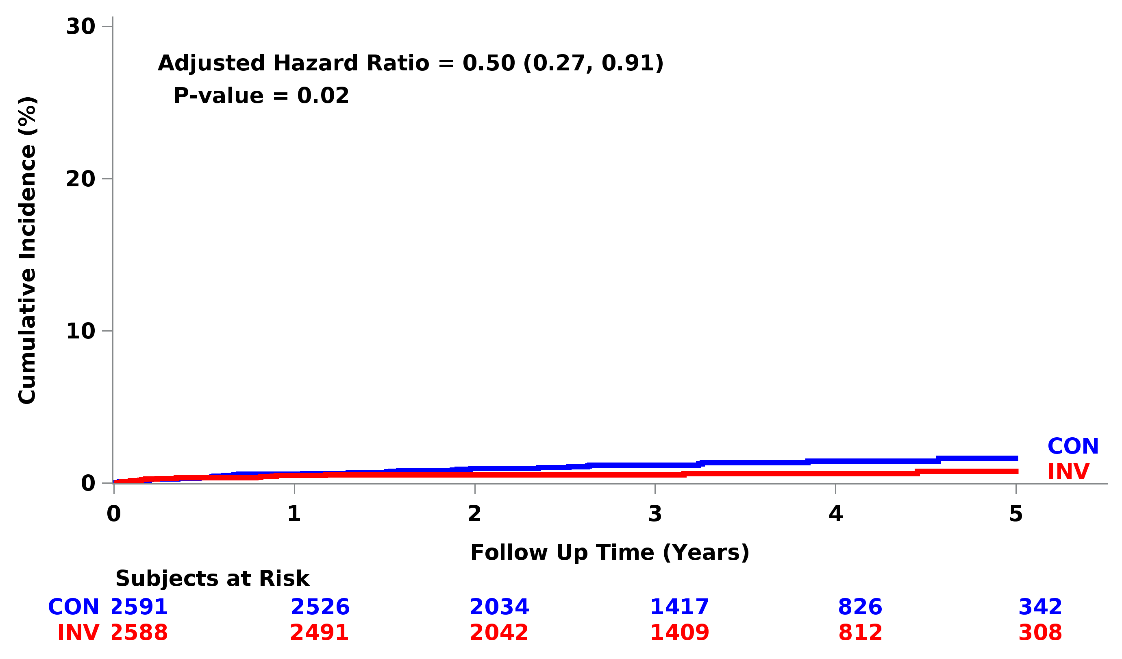 30
Adjusted Hazard Ratio = 0.50 (0.27, 0.91)
P-value = 0.02
20
10
0
Cumulative Incidence (%)
CON
INV
0 1 2 3 4 5
Follow Up Time (Years)
Subjects at Risk
CON 2591 2526 2034 1417 826 342
INV 2588 2491 2042 1409 812 308